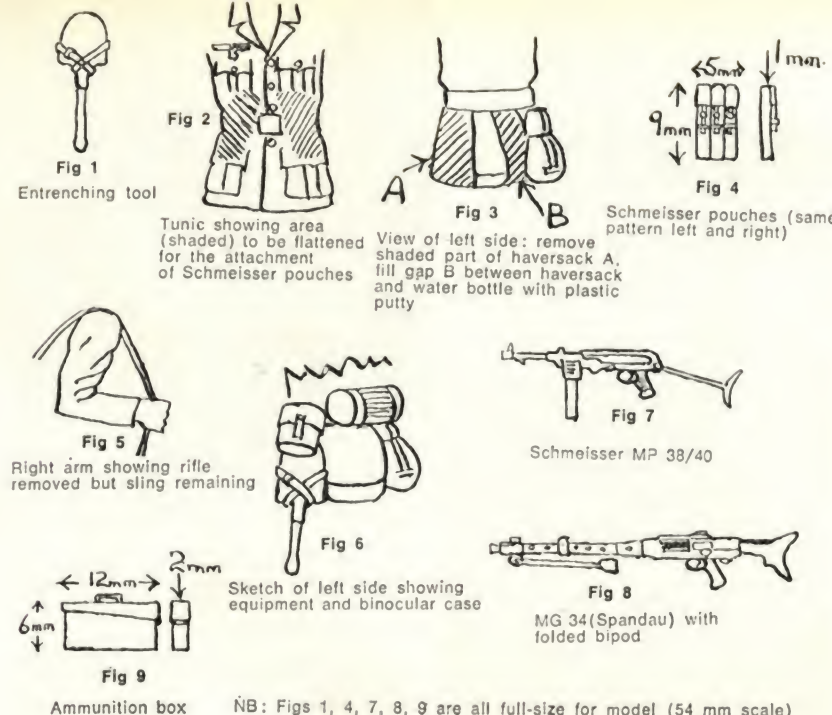 Fig 1
Entrenching tool
Fig 2
Tunic showing area
(shaded) to be flattened
for the attachment
of Schmeisser pouches
A
B
Fig 3
View of left side: remove
shaded part of haversack A,
fill gap B between haversack
and water bottle with plastic
putty
5mm
1mm.
9mm
Fig 4
Schmeisser pouches (same
pattern left and right)
Fig 5
Right arm showing rifle
removed but sling remaining
Fig 6
Sketch of left side showing
equipment and binocular case
Fig 7
Schmeisser MP 38/40
Fig 8
MG 34(Spandau) with
folded bipod
12mm
2mm
6mm
Fig 9
Ammunition box
NB: Figs 1, 4, 7, 8, 9 are all full-size for model (54 mm scale)